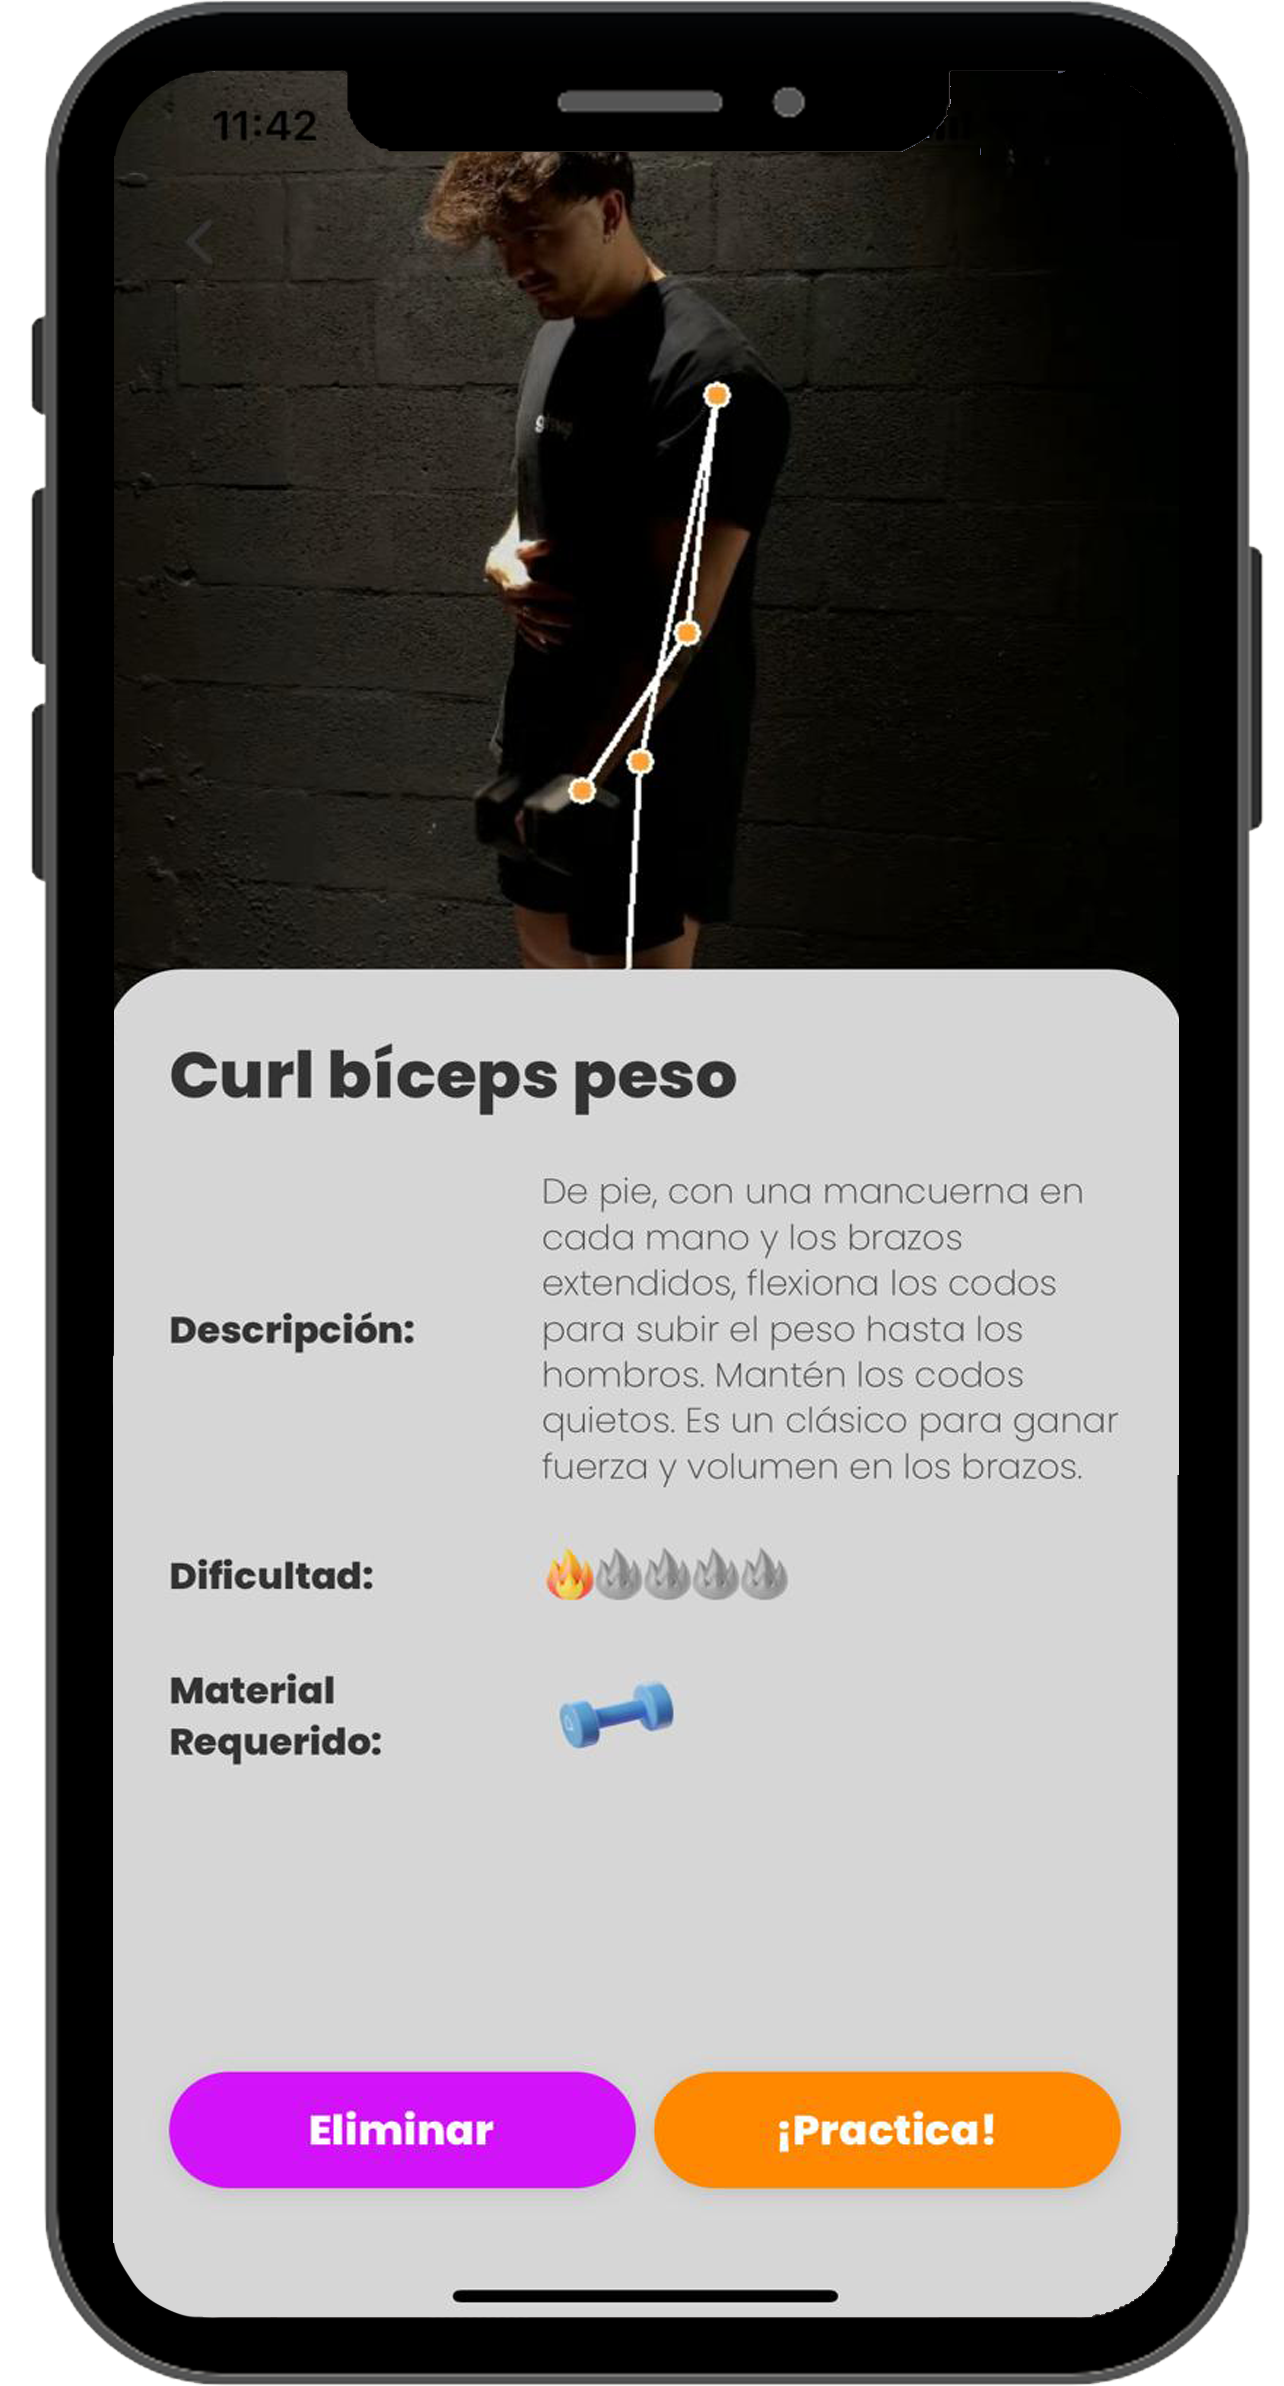 11:42
Curl bíceps peso
Descripción:
De pie, con una mancuerna en
cada mano y los brazos
extendidos, flexiona los codos
para subir el peso hasta los
hombros. Mantén los codos
quietos. Es un clásico para ganar
fuerza y volumen en los brazos.
Dificultad:
Material
Requerido:
Eliminar
¡Practica!